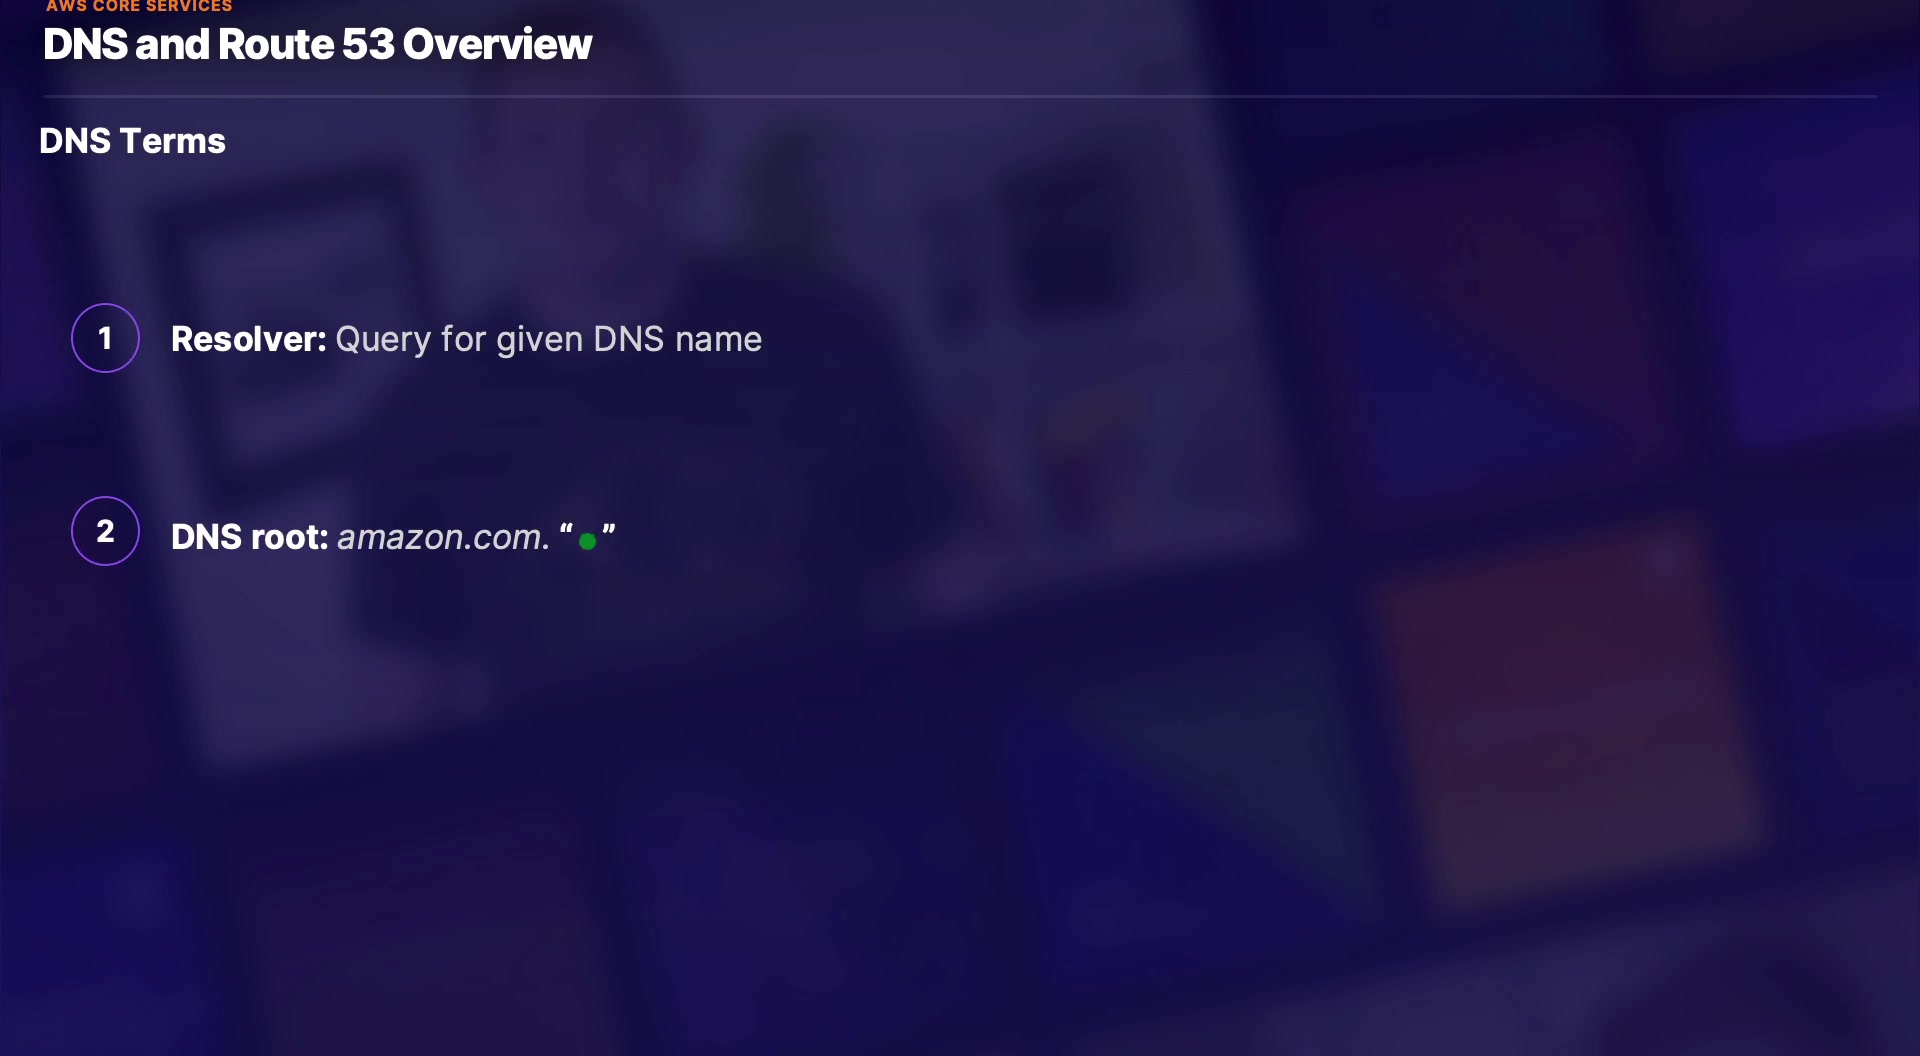 AWS CORE SERVICES
DNS and Route 53 Overview
DNS Terms
1 Resolver: Query for given DNS name
2 DNS root: amazon.com. “●”